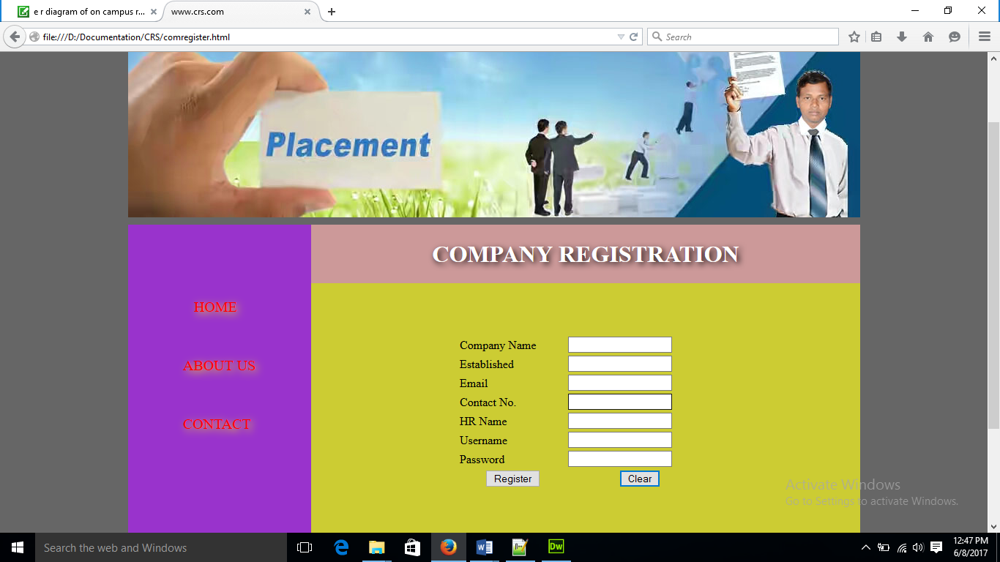 e r diagram of on campus r...
www.crs.com
file:///D:/Documentation/CRS/comregister.html
Search
Placement
COMPANY REGISTRATION
HOME
ABOUT US
CONTACT
Company Name
Established
Email
Contact No.
HR Name
Username
Password
Register Clear
Activate Windows
Go to Settings to activate Windows.
Search the web and Windows
Dw
12:47 PM
6/8/2017